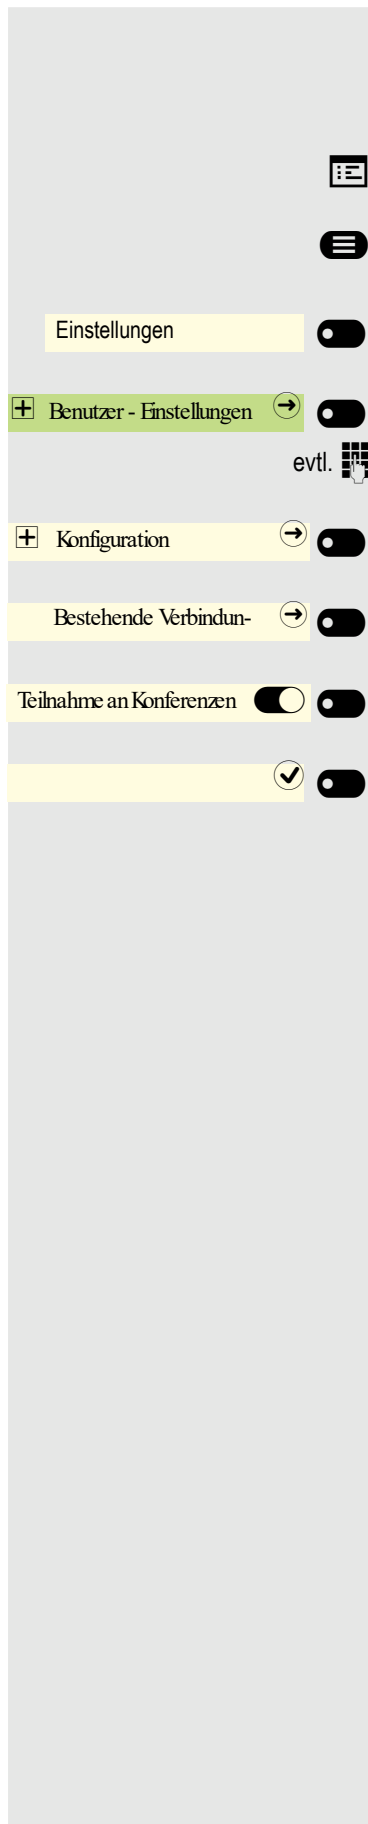 Einstellungen
Benutzer - Einstellungen
evtl.
Konfiguration
Bestehende Verbindun-
Teilnahme an Konferenzen